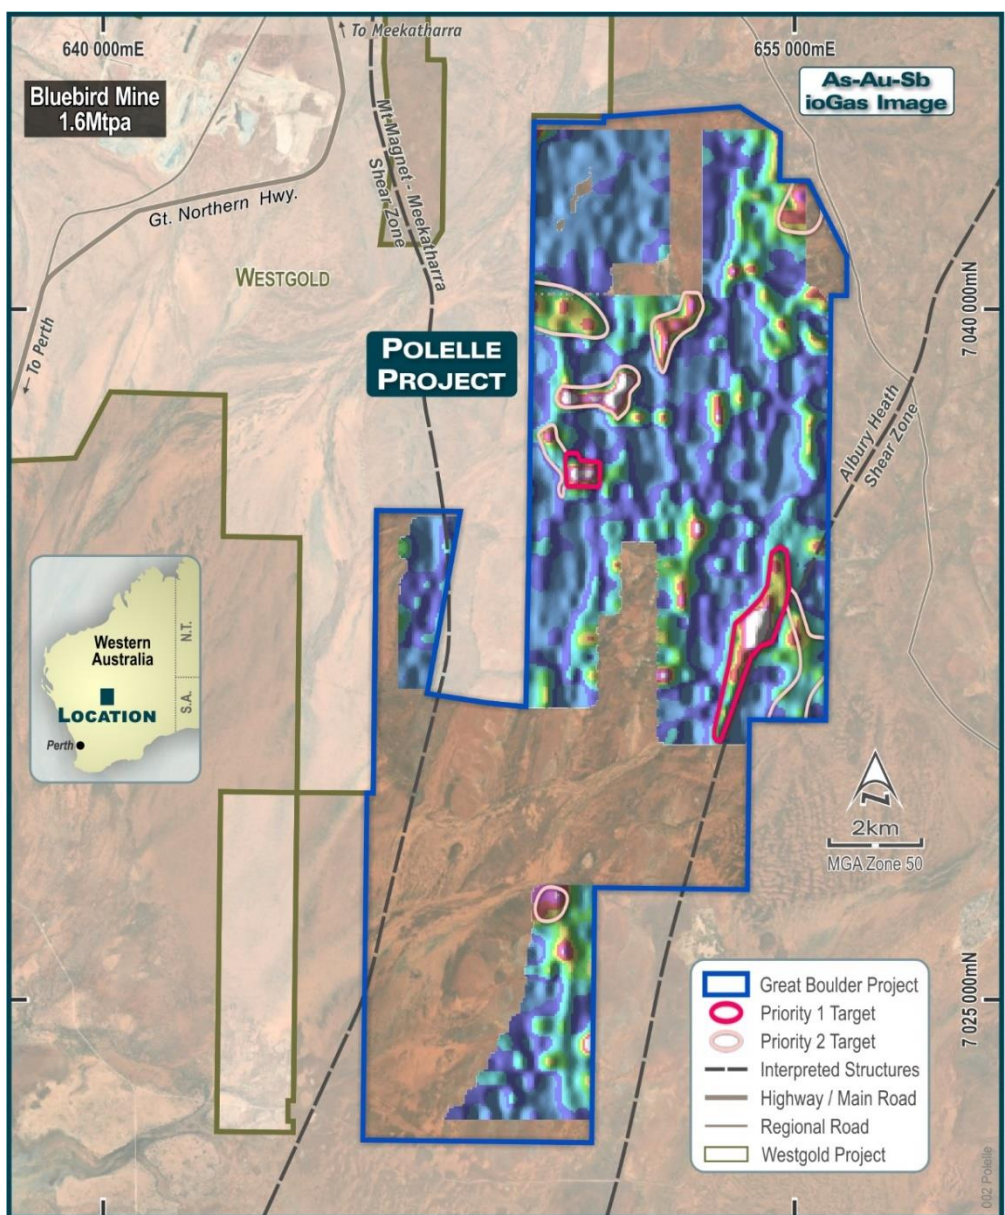 640 000mE
To Meekatharra
655 000mE
As-Au-Sb
ioGas Image
Bluebird Mine
1.6Mtpa
Mt Magnet - Meekatharra
Shear Zone
Gt. Northern Hwy.
WESTGOLD
To Perth
7 040 000mN
POLELLE
PROJECT
Albury Heath
Shear Zone
Western
Australia
N.T.
S.A.
LOCATION
Perth
N
2km
MGA Zone 50
Great Boulder Project
Priority 1 Target
Priority 2 Target
Interpreted Structures
Highway / Main Road
Regional Road
Westgold Project
7 025 000mN
002 Polelle